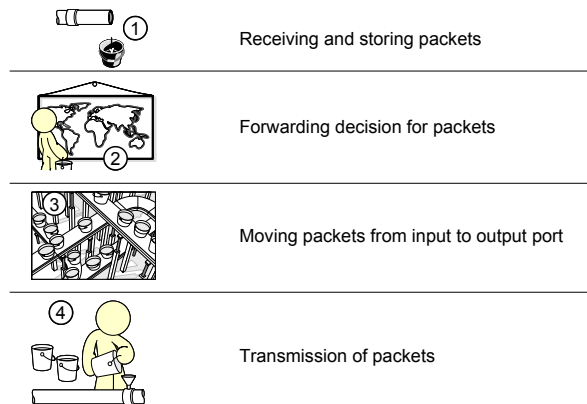 1
Receiving and storing packets
2
Forwarding decision for packets
3
Moving packets from input to output port
4
Transmission of packets